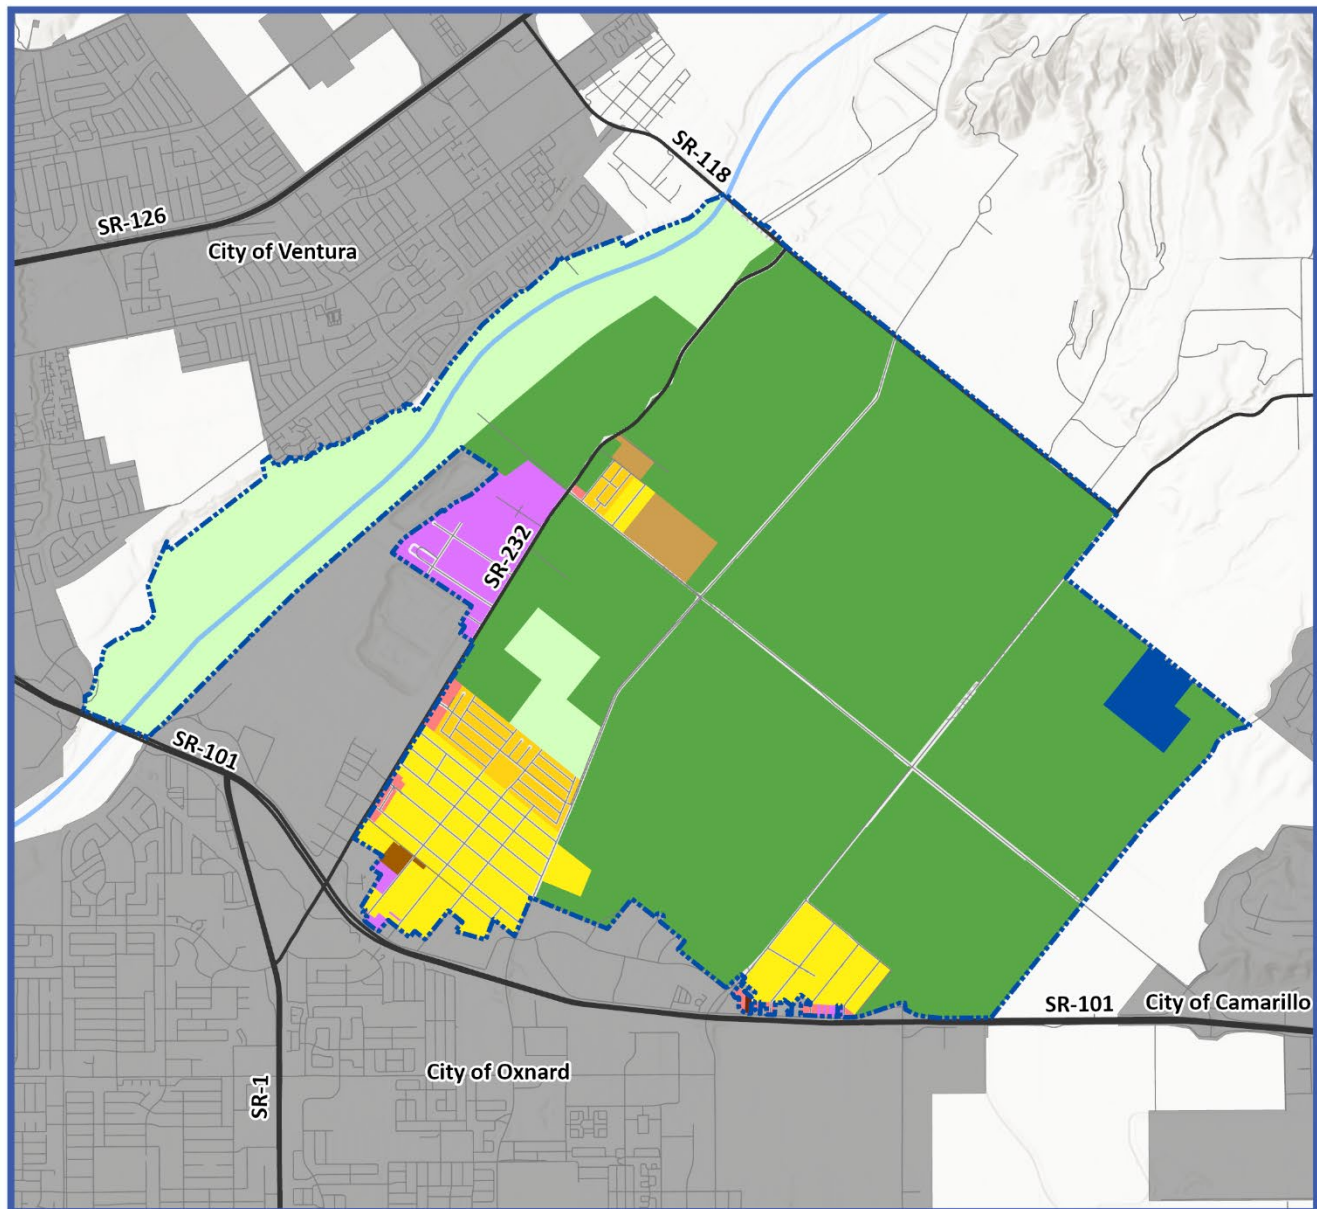 SR-118
SR-126
City of Ventura
SR-232
SR-101
SR-101
City of Camarillo
City of Oxnard
SR-1